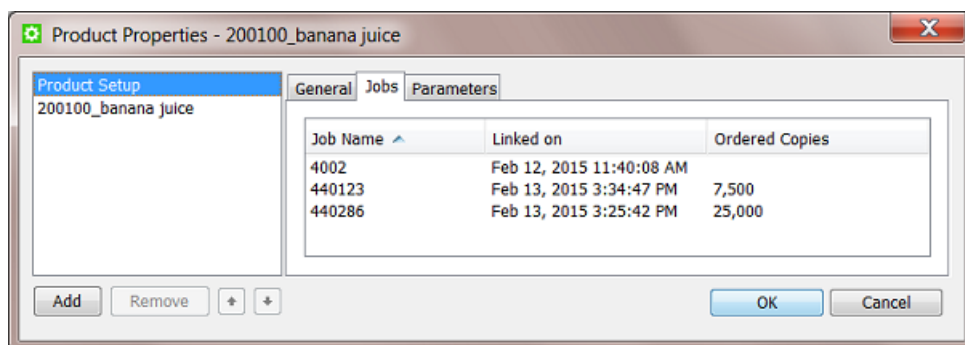 Product Properties - 200100_banana juice
Product Setup
200100_banana juice
General Jobs Parameters
Job Name Linked on Ordered Copies
4002 Feb 12, 2015 11:40:08 AM
440123 Feb 13, 2015 3:34:47 PM 7,500
440286 Feb 13, 2015 3:25:42 PM 25,000
Add Remove OK Cancel